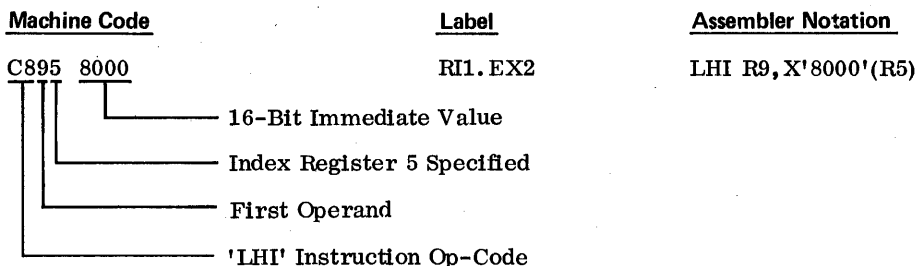 Machine Code Label Assembler Notation
C895 8000 RI1.EX2 LHI R9,X'8000'(R5)
16-Bit Immediate Value
Index Register 5 Specified
First Operand
'LHI' Instruction Op-Code